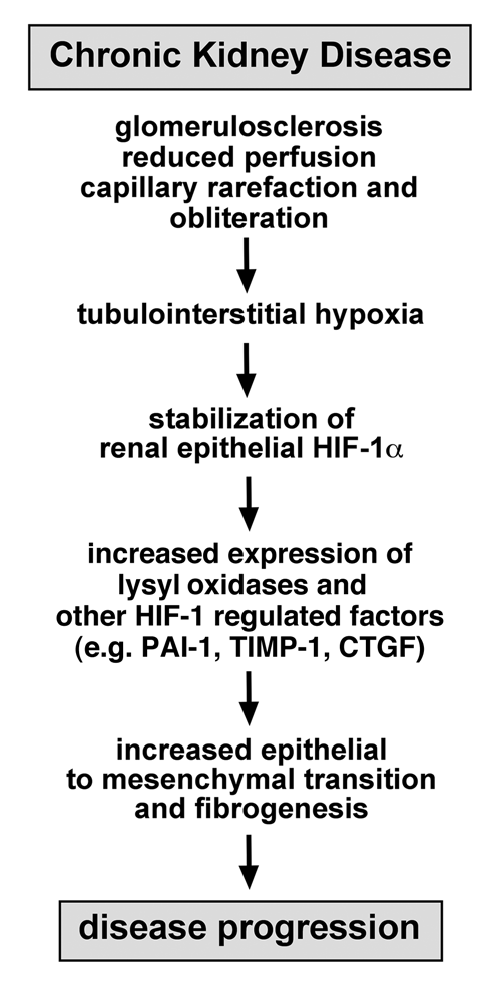 Chronic Kidney Disease
glomerulosclerosis
reduced perfusion
capillary rarefaction and
obliteration
tubulointerstitial hypoxia
stabilization of
renal epithelial HIF-1α
increased expression of
lysyl oxidases and
other HIF-1 regulated factors
(e.g. PAI-1, TIMP-1, CTGF)
increased epithelial
to mesenchymal transition
and fibrogenesis
disease progression